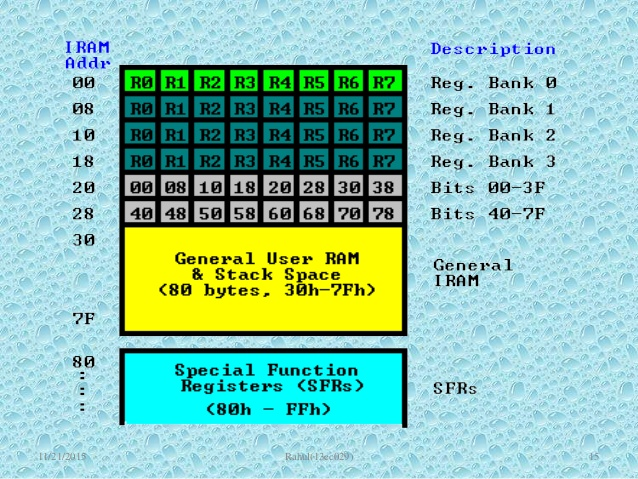 IRAM
Addr
Description
00 R0 R1 R2 R3 R4 R5 R6 R7 Reg. Bank 0
08 R0 R1 R2 R3 R4 R5 R6 R7 Reg. Bank 1
10 R0 R1 R2 R3 R4 R5 R6 R7 Reg. Bank 2
18 R0 R1 R2 R3 R4 R5 R6 R7 Reg. Bank 3
20 00 08 10 18 20 28 30 38 Bits 00-3F
28 40 48 50 58 60 68 70 78 Bits 40-7F
30
General User RAM
& Stack Space
(80 bytes, 30h-7Fh)
General
IRAM
7F
80
:
:
:
Special Function
Registers (SFRs)
(80h - FFh)
SFRs
15